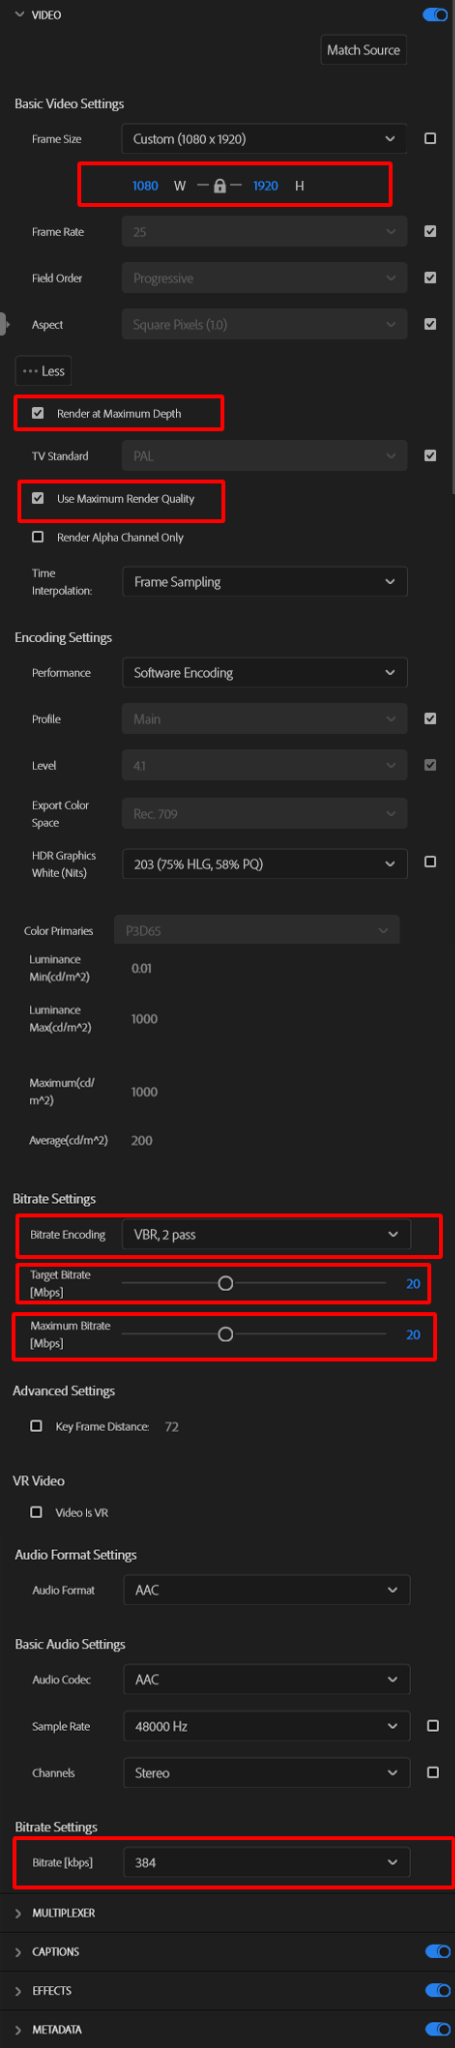 VIDEO
Match Source
Basic Video Settings
Frame Size Custom (1080 x 1920)
1080 W 1920 H
Frame Rate 25
Field Order Progressive
Aspect Square Pixels (1.0)
··· Less
Render at Maximum Depth
TV Standard PAL
Use Maximum Render Quality
Render Alpha Channel Only
Time
Interpolation: Frame Sampling
Encoding Settings
Performance Software Encoding
Profile Main
Level 4.1
Export Color
Space Rec. 709
HDR Graphics
White (Nits) 203 (75% HLG, 58% PQ)
Color Primaries P3D65
Luminance
Min(cd/m^2) 0.01
Luminance
Max(cd/m^2) 1000
Maximum(cd/
m^2) 1000
Average(cd/m^2) 200
Bitrate Settings
Bitrate Encoding VBR, 2 pass
Target Bitrate
[Mbps] 20
Maximum Bitrate
[Mbps] 20
Advanced Settings
Key Frame Distance: 72
VR Video
Video Is VR
Audio Format Settings
Audio Format AAC
Basic Audio Settings
Audio Codec AAC
Sample Rate 48000 Hz
Channels Stereo
Bitrate Settings
Bitrate [kbps] 384
MULTIPLEXER
CAPTIONS
EFFECTS
METADATA